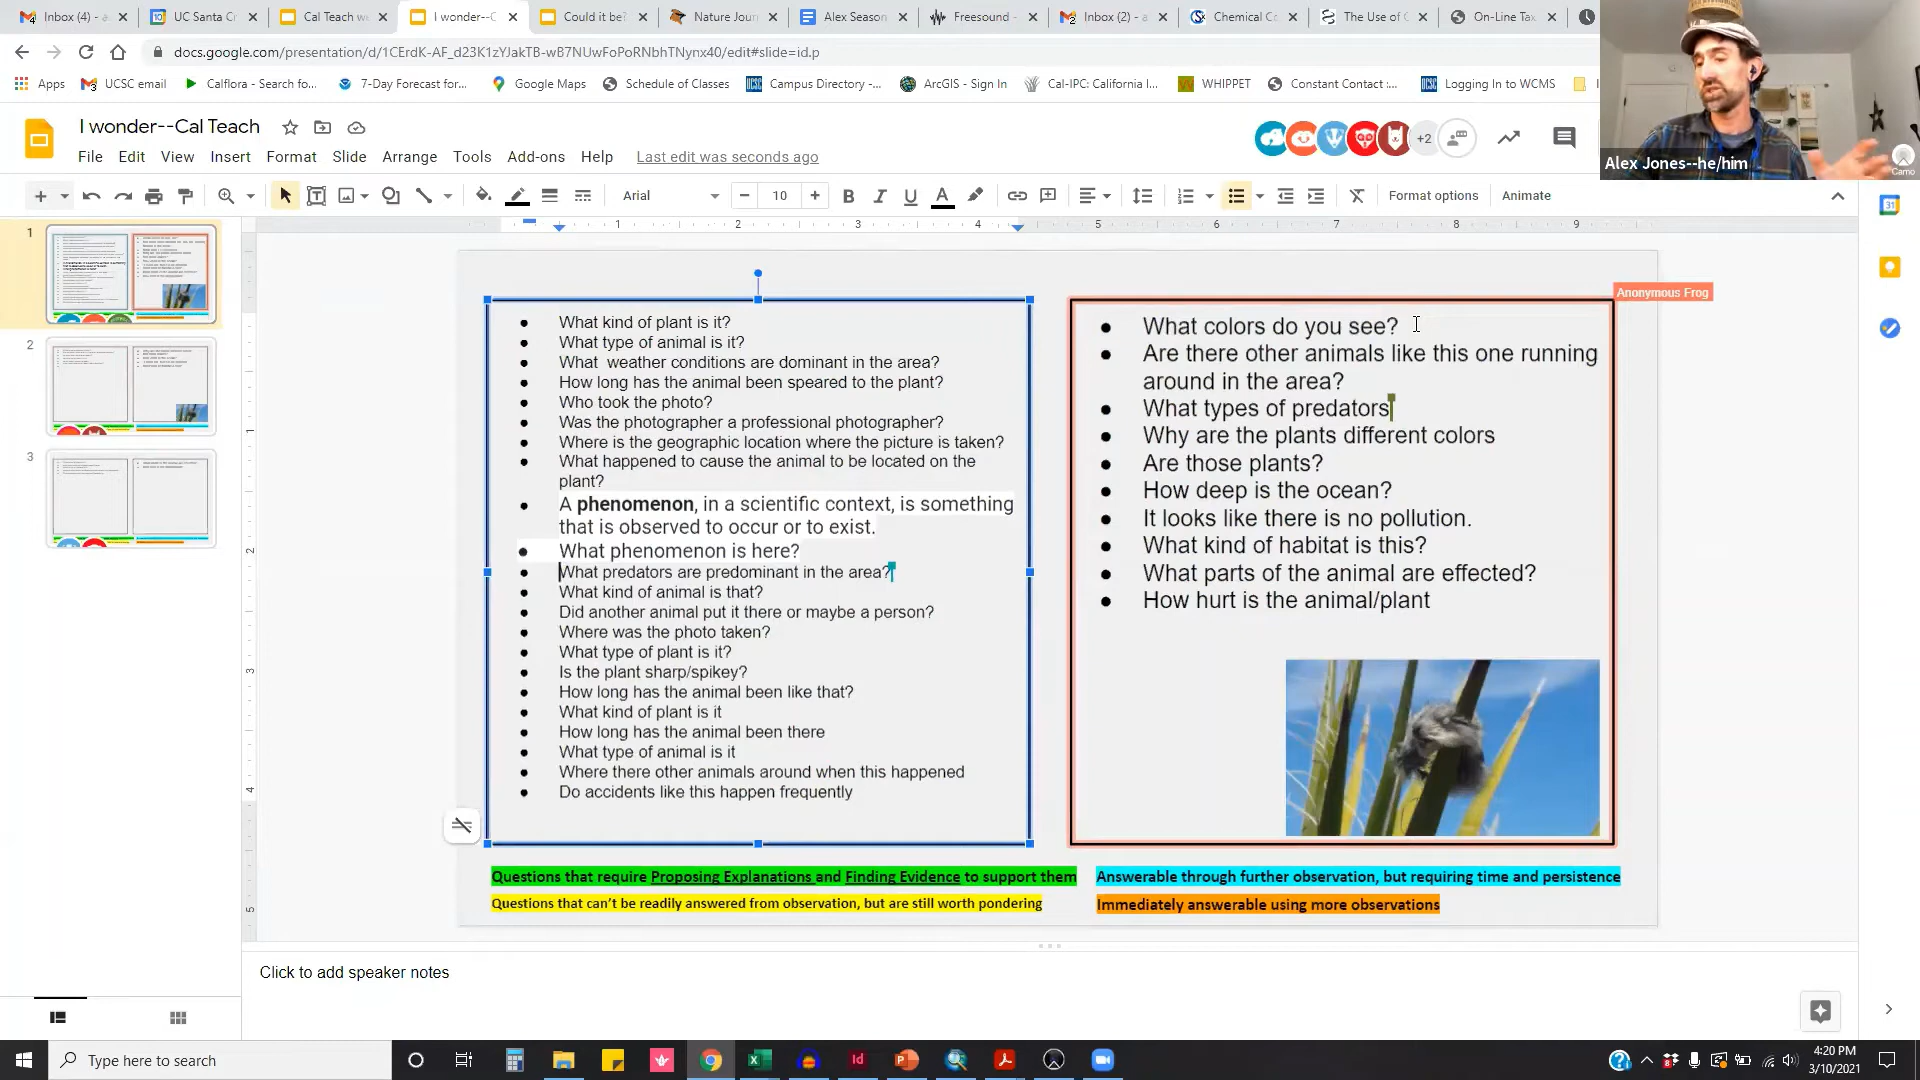 Inbox (4) - a
UC Santa Cr
Cal Teach w
I wonder--C
Could it be?
Nature Jour
Alex Season
Freesound -
Inbox (2) - a
Chemical C
The Use of
On-Line Tax
docs.google.com/presentation/d/1CErdK-AF_d23K1zYJakTB-wB7NUwFoPoRNbhTNynx40/edit#slide=id.p
Apps
UCSC email
Calflora - Search fo...
7-Day Forecast for...
Google Maps
Schedule of Classes
Campus Directory -...
ArcGIS - Sign In
Cal-IPC: California I...
WHIPPET
Constant Contact :...
Logging In to WCMS
Alex Jones--he/him
Camo
I wonder--Cal Teach
File Edit View Insert Format Slide Arrange Tools Add-ons Help Last edit was seconds ago
+2
Arial
10
Format options
Animate
1 2 3 4 5 6 7 8 9
1
2
3
1
2
3
4
5
Anonymous Frog
What kind of plant is it?
What type of animal is it?
What weather conditions are dominant in the area?
How long has the animal been speared to the plant?
Who took the photo?
Was the photographer a professional photographer?
Where is the geographic location where the picture is taken?
What happened to cause the animal to be located on the
plant?
A phenomenon, in a scientific context, is something
that is observed to occur or to exist.
What phenomenon is here?
What predators are predominant in the area?
What kind of animal is that?
Did another animal put it there or maybe a person?
Where was the photo taken?
What type of plant is it?
Is the plant sharp/spikey?
How long has the animal been like that?
What kind of plant is it
How long has the animal been there
What type of animal is it
Where there other animals around when this happened
Do accidents like this happen frequently
What colors do you see?
Are there other animals like this one running
around in the area?
What types of predators
Why are the plants different colors
Are those plants?
How deep is the ocean?
It looks like there is no pollution.
What kind of habitat is this?
What parts of the animal are effected?
How hurt is the animal/plant
Questions that require Proposing Explanations and Finding Evidence to support them
Questions that can't be readily answered from observation, but are still worth pondering
Answerable through further observation, but requiring time and persistence
Immediately answerable using more observations
Click to add speaker notes
Type here to search
4:20 PM
3/10/2021